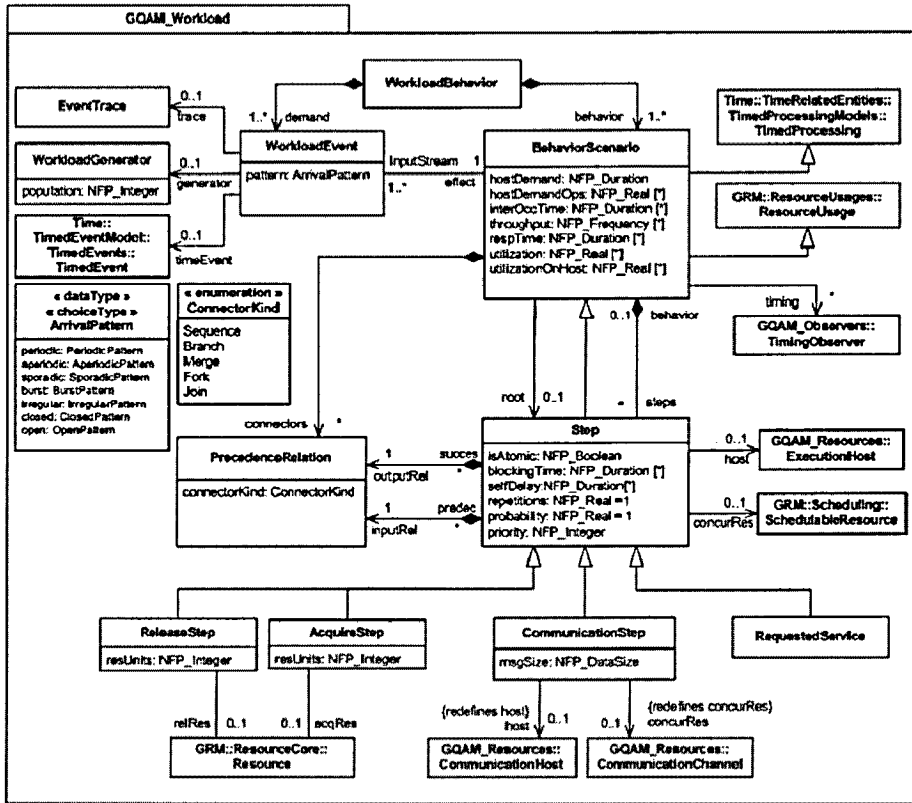 GQAM_Workload
WorkloadBehavior
EventTrace
0..1
trace
1..*
demand
behavior
1..*
Time::TimeRelatedEntities::
TimedProcessingModels::
TimedProcessing
WorkloadEvent
pattern: ArrivalPattern
InputStream
1
1..*
effect
BehaviorScenario
hostDemand: NFP_Duration
hostDemandOps: NFP_Real [*]
interOccTime: NFP_Duration [*]
throughput: NFP_Frequency [*]
respTime: NFP_Duration [*]
utilization: NFP_Real [*]
utilizationOnHost: NFP_Real [*]
WorkloadGenerator
population: NFP_Integer
0..1
generator
GRM::ResourceUsages::
ResourceUsage
Time::
TimedEventModel::
TimedEvents::
TimedEvent
0..1
timeEvent
« dataType »
« choiceType »
ArrivalPattern
periodic: PeriodicPattern
aperiodic: AperiodicPattern
sporadic: SporadicPattern
burst: BurstPattern
irregular: IrregularPattern
closed: ClosedPattern
open: OpenPattern
« enumeration »
ConnectorKind
Sequence
Branch
Merge
Fork
Join
0..1
behavior
timing
*
GQAM_Observers::
TimingObserver
root
0..1
*
steps
connectors
*
PrecedenceRelation
connectorKind: ConnectorKind
1
outputRel
succes
*
1
inputRel
predec
*
Step
isAtomic: NFP_Boolean
blockingTime: NFP_Duration [*]
selfDelay:NFP_Duration[*]
repetitions: NFP_Real =1
probability: NFP_Real = 1
priority: NFP_Integer
0..1
host
GQAM_Resources::
ExecutionHost
0..1
concurRes
GRM::Scheduling::
SchedulableResource
ReleaseStep
resUnits: NFP_Integer
AcquireStep
resUnits: NFP_Integer
CommunicationStep
msgSize: NFP_DataSize
RequestedService
relRes
0..1
0..1
acqRes
GRM::ResourceCore::
Resource
{redefines host}
host
0..1
{redefines concurRes}
0..1
concurRes
GQAM_Resources::
CommunicationHost
GQAM_Resources::
CommunicationChannel